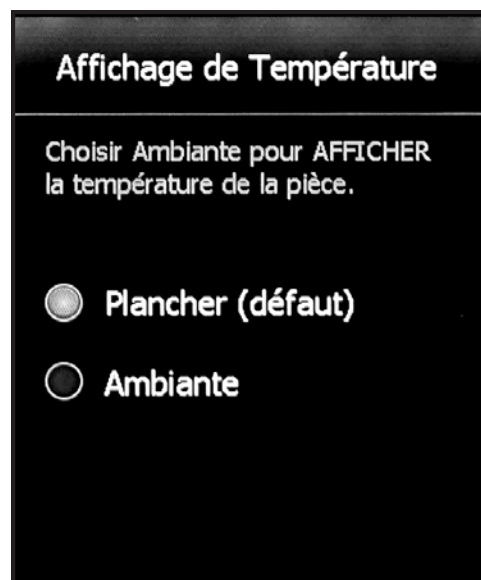 Affichage de Température
Choisir Ambiante pour AFFICHER
la température de la pièce.
Plancher (défaut)
Ambiante